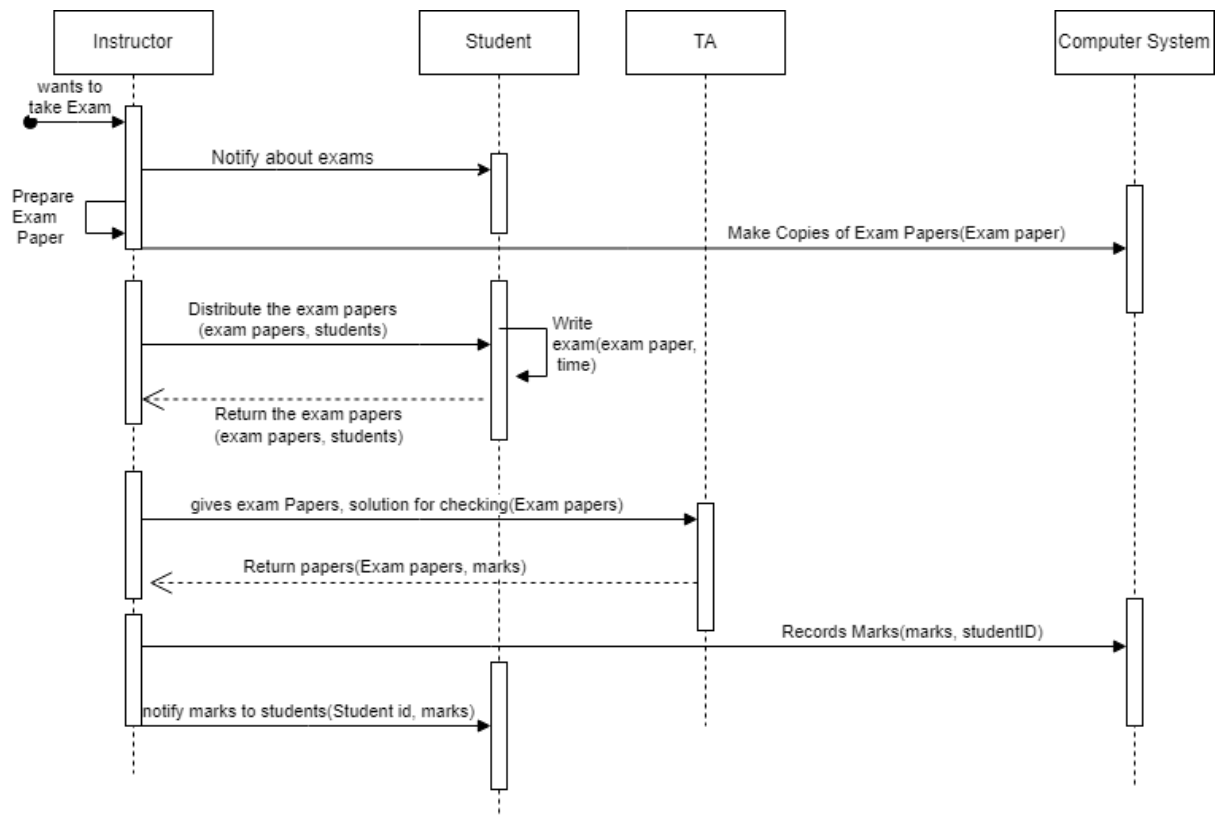 Instructor
Student
TA
Computer System
wants to
take Exam
Notify about exams
Prepare
Exam
Paper
Make Copies of Exam Papers(Exam paper)
Distribute the exam papers
(exam papers, students)
Write
exam(exam paper,
time)
Return the exam papers
(exam papers, students)
gives exam Papers, solution for checking(Exam papers)
Return papers(Exam papers, marks)
Records Marks(marks, studentID)
notify marks to students(Student id, marks)